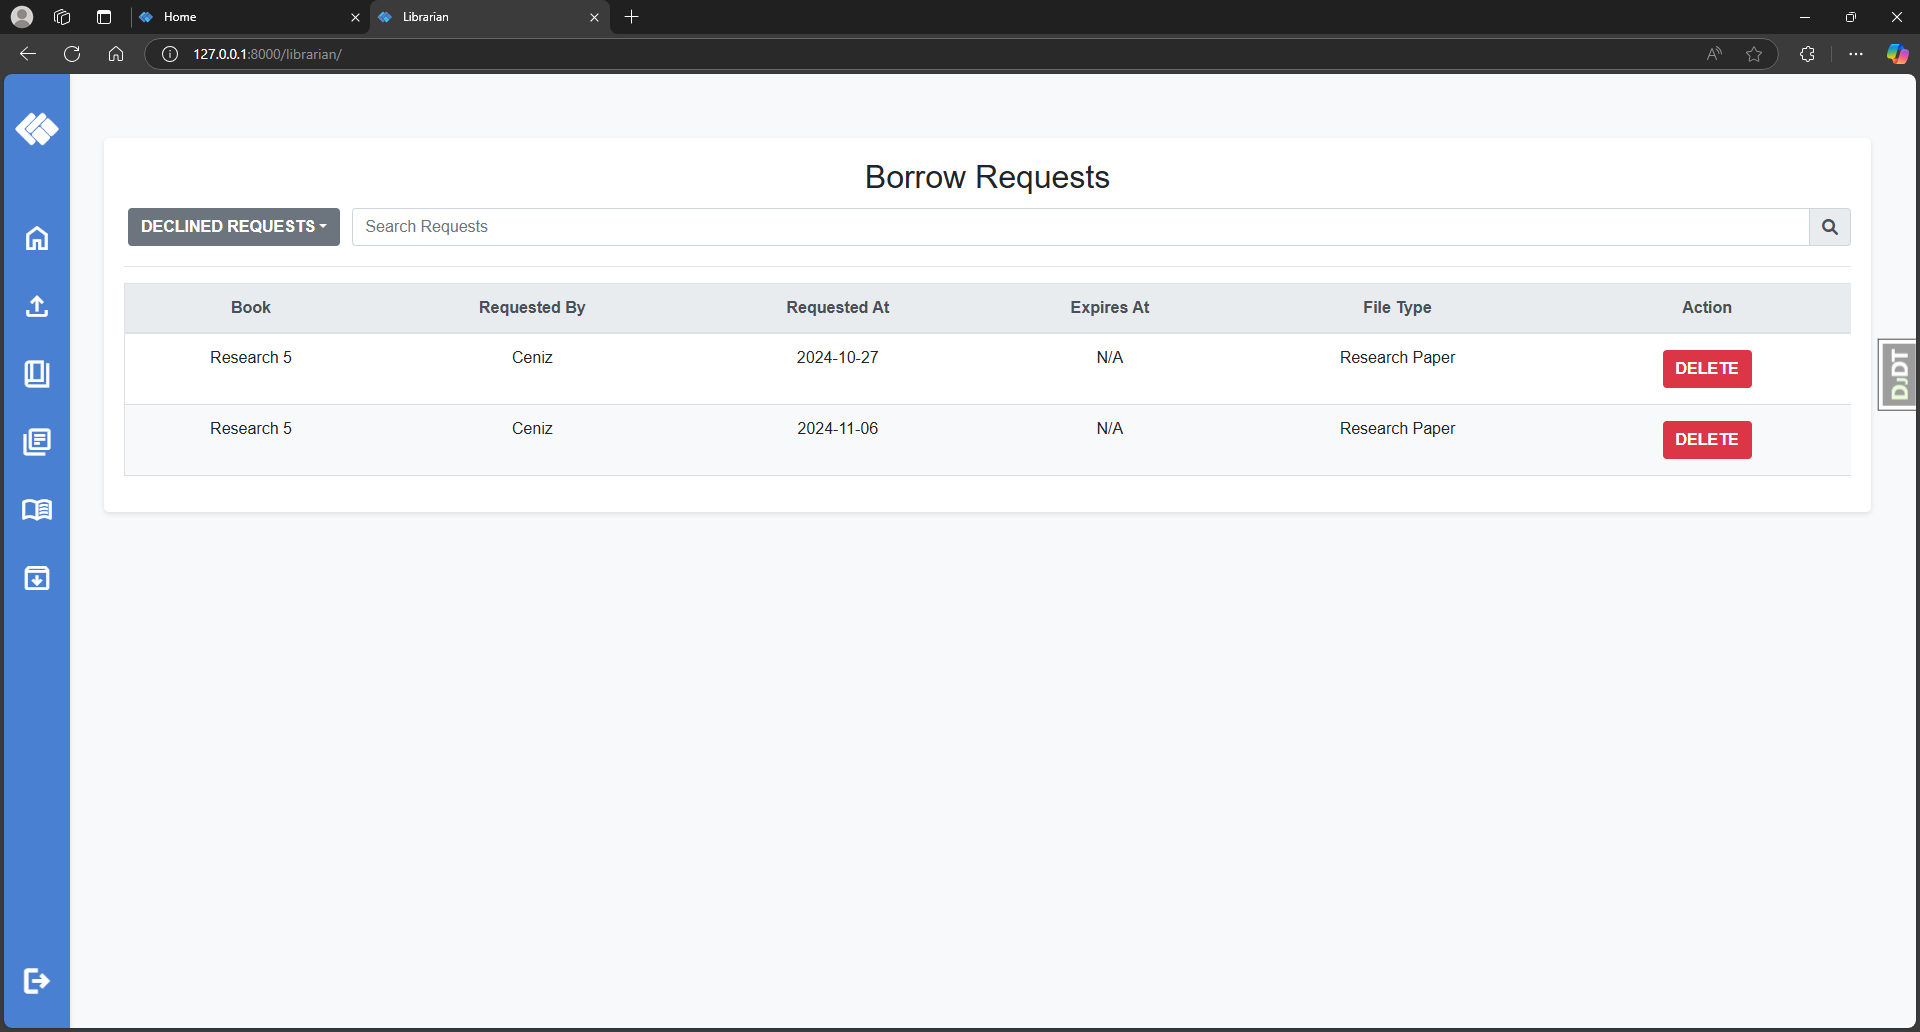 Home
Librarian
127.0.0.1:8000/librarian/
Borrow Requests
DECLINED REQUESTS
Search Requests
Book Requested By Requested At Expires At File Type Action
Research 5 Ceniz 2024-10-27 N/A Research Paper DELETE
Research 5 Ceniz 2024-11-06 N/A Research Paper DELETE
DJDT